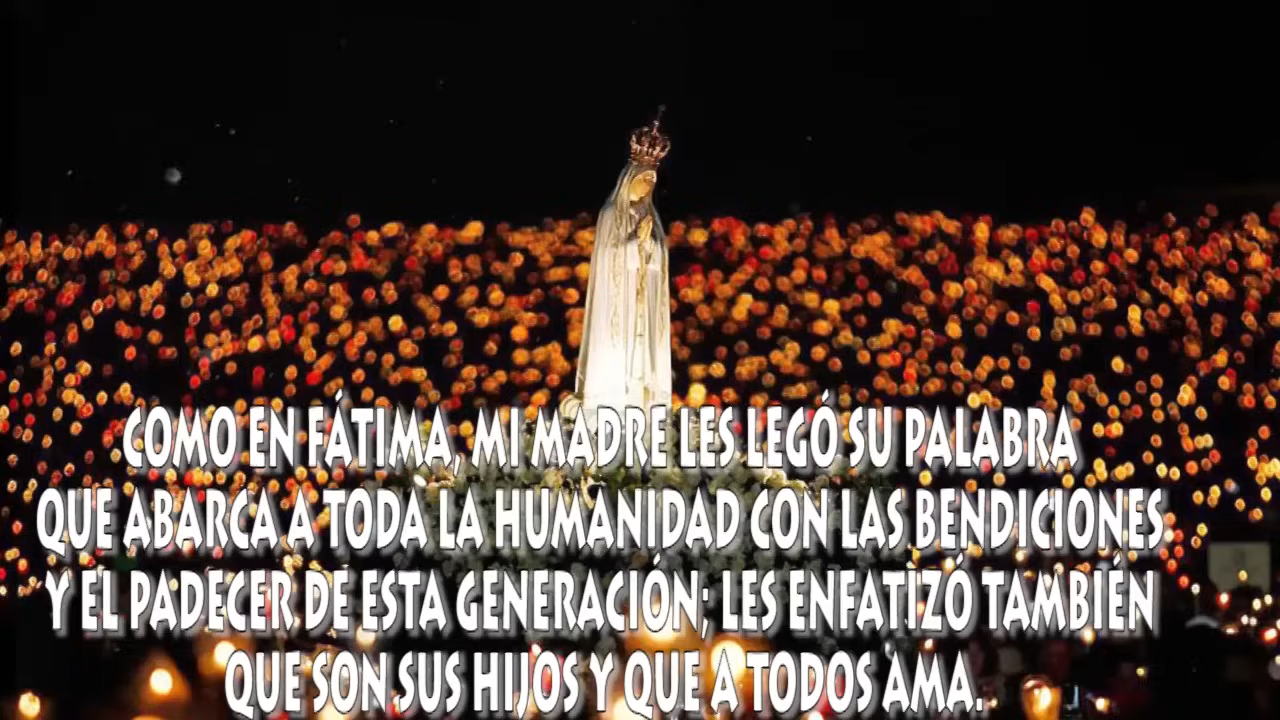 COMO EN FÁTIMA, MI MADRE LES LEGÓ SU PALABRA
QUE ABARCA A TODA LA HUMANIDAD CON LAS BENDICIONES
Y EL PADECER DE ESTA GENERACIÓN; LES ENFATIZÓ TAMBIÉN
QUE SON SUS HIJOS Y QUE A TODOS AMA.